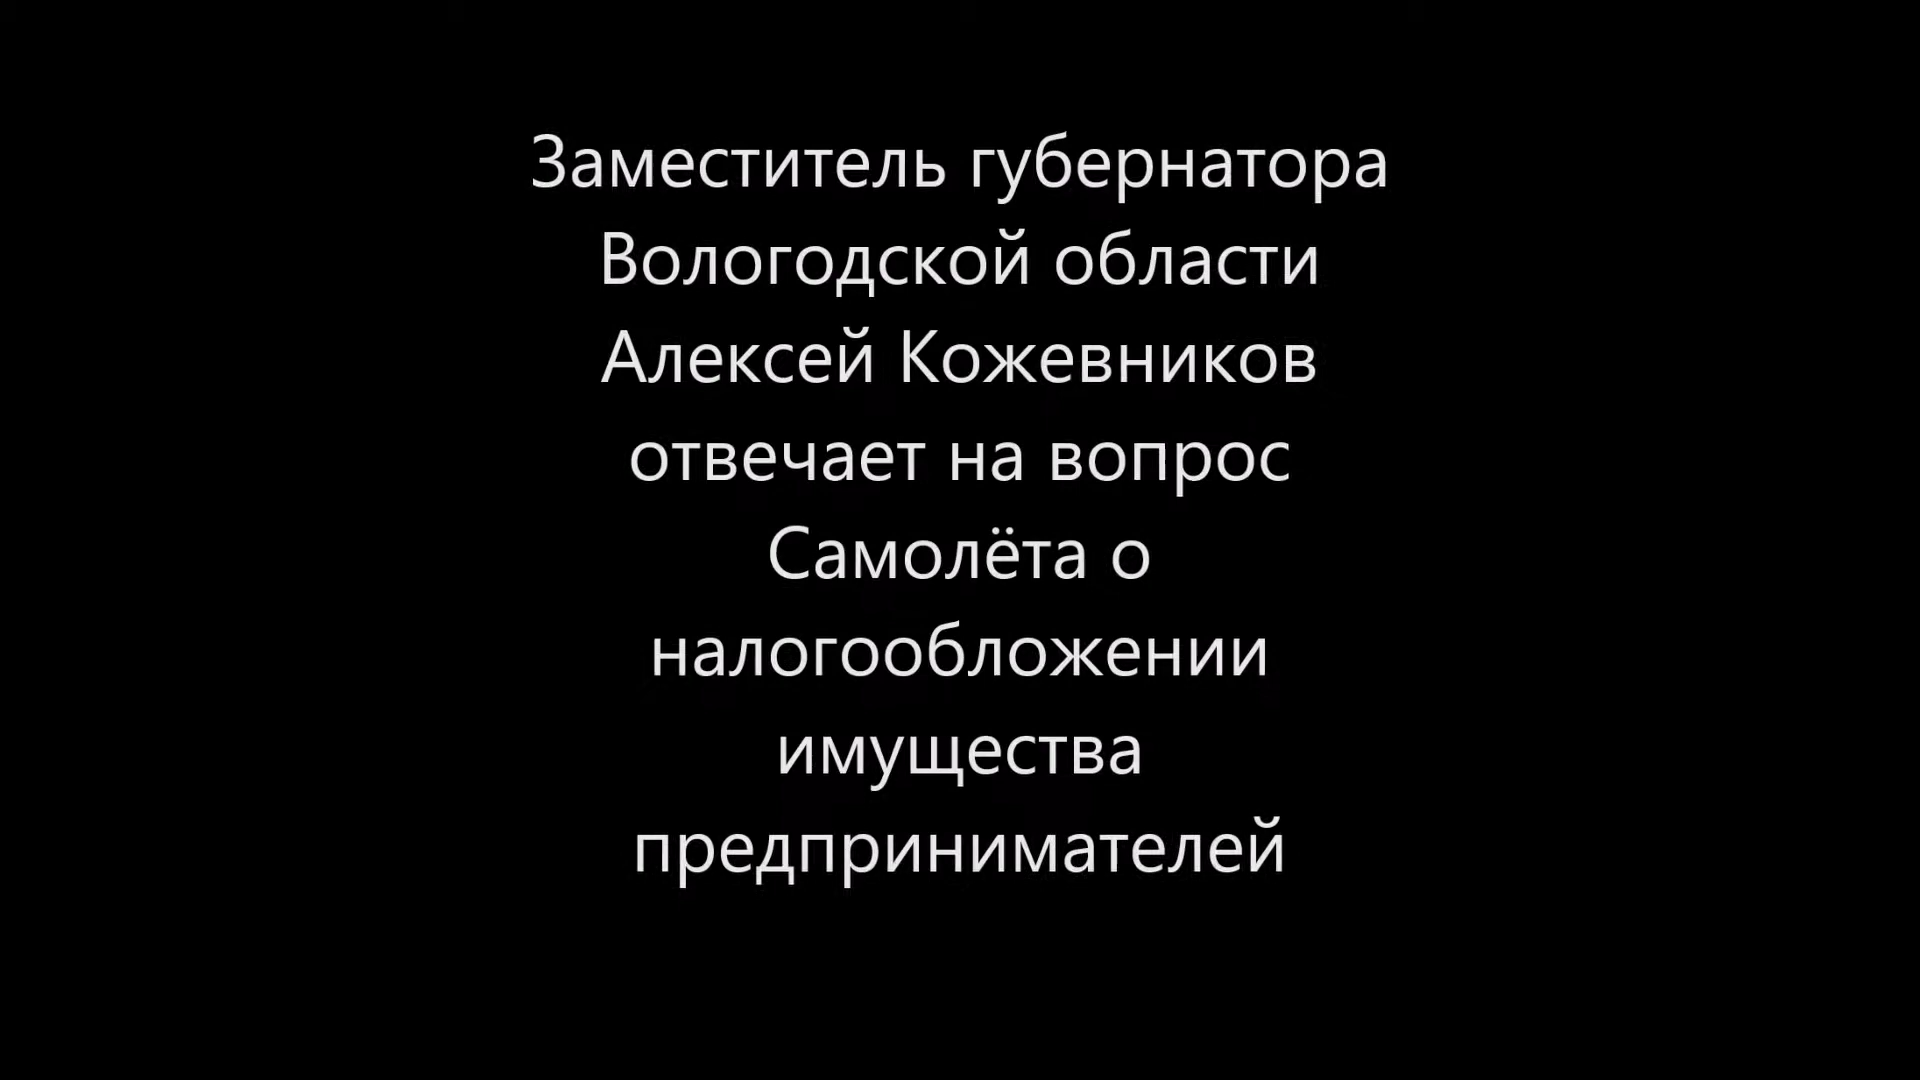 Заместитель губернатора
Вологодской области
Алексей Кожевников
отвечает на вопрос
Самолёта о
налогообложении
имущества
предпринимателей